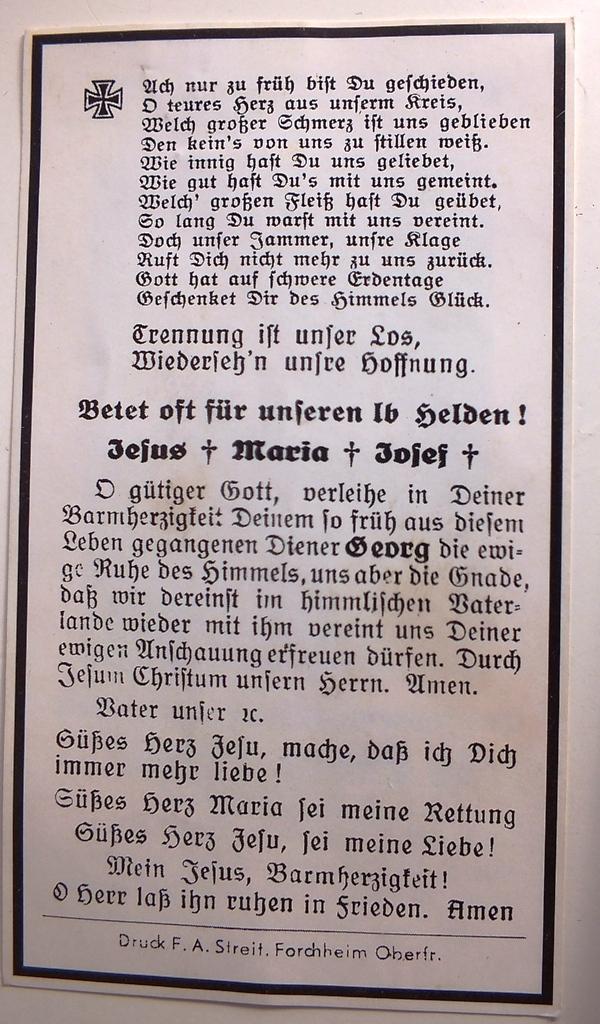 Ach nur zu früh bist Du geschieden,
O teures Herz aus unserm Kreis,
Welch großer Schmerz ist uns geblieben
Den kein's von uns zu stillen weiß.
Wie innig hast Du uns geliebet,
Wie gut hast Du's mit uns gemeint.
Welch' großen Fleiß hast Du geübet,
So lang Du warst mit uns vereint.
Doch unser Jammer, unsre Klage
Ruft Dich nicht mehr zu uns zurück.
Gott hat auf schwere Erdentage
Geschenket Dir des Himmels Glück.
Trennung ist unser Los,
Wiederseh'n unsre Hoffnung.
Betet oft für unseren lb Helden!
Jesus † Maria † Josef †
O gütiger Gott, verleihe in Deiner
Barmherzigkeit Deinem so früh aus diesem
Leben gegangenen Diener Georg die ewi-
ge Ruhe des Himmels, uns aber die Gnade,
daß wir dereinst im himmlischen Vater-
lande wieder mit ihm vereint uns Deiner
ewigen Anschauung erfreuen dürfen. Durch
Jesum Christum unsern Herrn. Amen.
Vater unser ꝛc.
Süßes Herz Jesu, mache, daß ich Dich
immer mehr liebe!
Süßes Herz Maria sei meine Rettung
Süßes Herz Jesu, sei meine Liebe!
Mein Jesus, Barmherzigkeit!
O Herr laß ihn ruhen in Frieden. Amen
Druck F. A. Streit, Forchheim Oberfr.